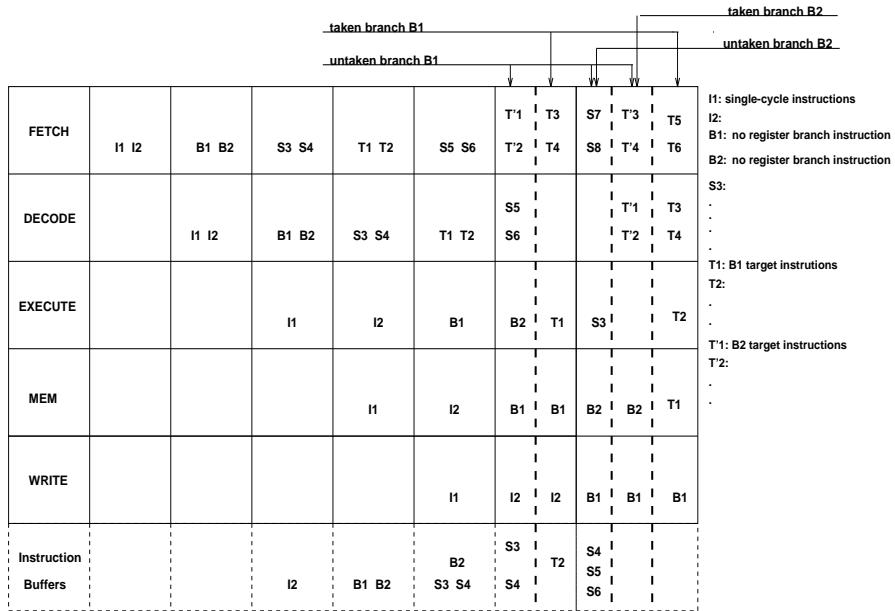 taken branch B2
taken branch B1
untaken branch B2
untaken branch B1
FETCH
I1 I2
B1 B2
S3 S4
T1 T2
S5 S6
T'1
T'2
T3
T4
S7
S8
T'3
T'4
T5
T6
DECODE
I1 I2
B1 B2
S3 S4
T1 T2
S5
S6
T'1
T'2
T3
T4
EXECUTE
I1
I2
B1
B2
T1
S3
T2
MEM
I1
I2
B1
B1
B2
B2
T1
WRITE
I1
I2
I2
B1
B1
B1
Instruction
Buffers
I2
B1 B2
B2
S3 S4
S3
S4
T2
S4
S5
S6
I1: single-cycle instructions
I2:
B1: no register branch instruction
B2: no register branch instruction
S3:
.
.
.
.
T1: B1 target instrutions
T2:
.
.
T'1: B2 target instructions
T'2:
.
.